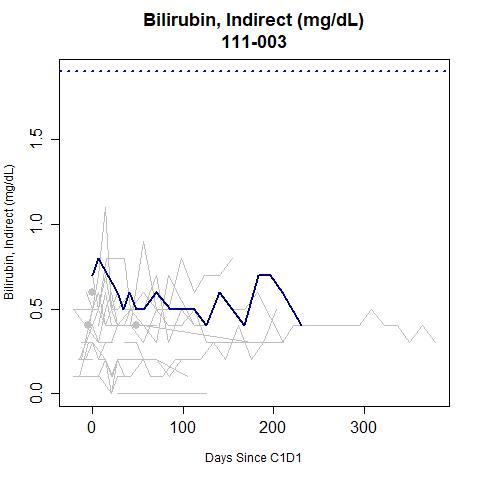 Bilirubin, Indirect (mg/dL)
111-003
Bilirubin, Indirect (mg/dL)
1.5
1.0
0.5
0.0
0 100 200 300
Days Since C1D1